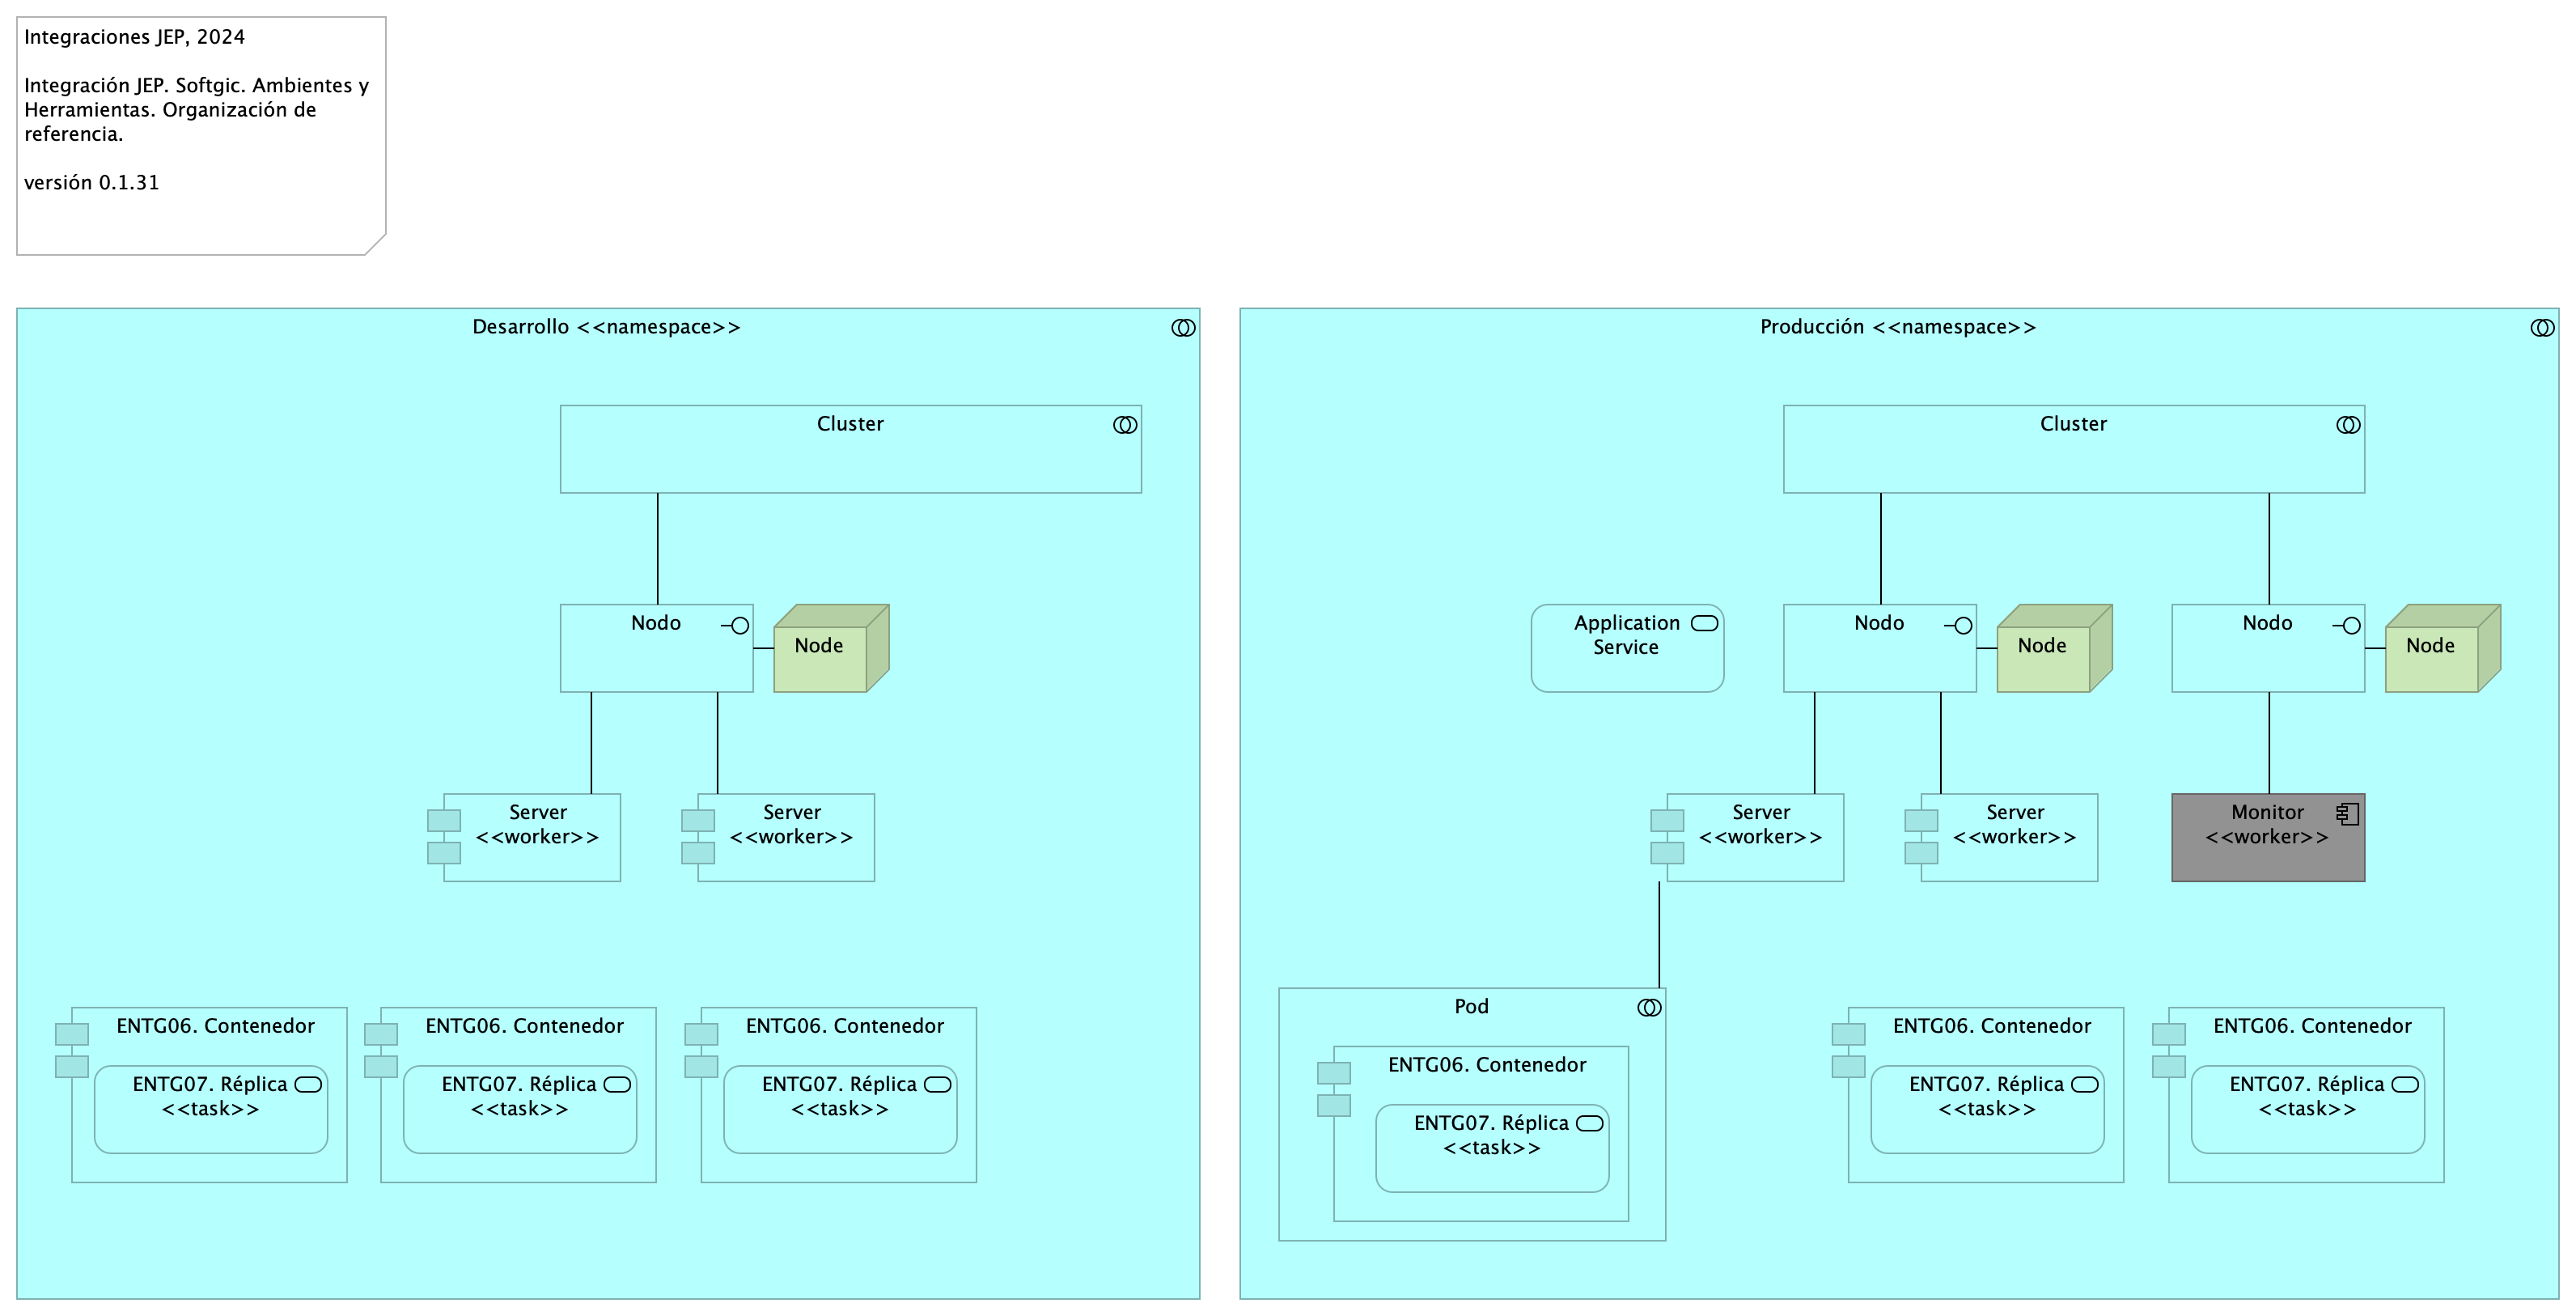 Integraciones JEP, 2024
Integración JEP. Softgic. Ambientes y
Herramientas. Organización de
referencia.
versión 0.1.31
Desarrollo <<namespace>>
Cluster
Nodo
Node
Server
<<worker>>
Server
<<worker>>
ENTG06. Contenedor
ENTG07. Réplica
<<task>>
ENTG06. Contenedor
ENTG07. Réplica
<<task>>
ENTG06. Contenedor
ENTG07. Réplica
<<task>>
Producción <<namespace>>
Cluster
Application
Service
Nodo
Node
Nodo
Node
Server
<<worker>>
Server
<<worker>>
Monitor
<<worker>>
Pod
ENTG06. Contenedor
ENTG07. Réplica
<<task>>
ENTG06. Contenedor
ENTG07. Réplica
<<task>>
ENTG06. Contenedor
ENTG07. Réplica
<<task>>